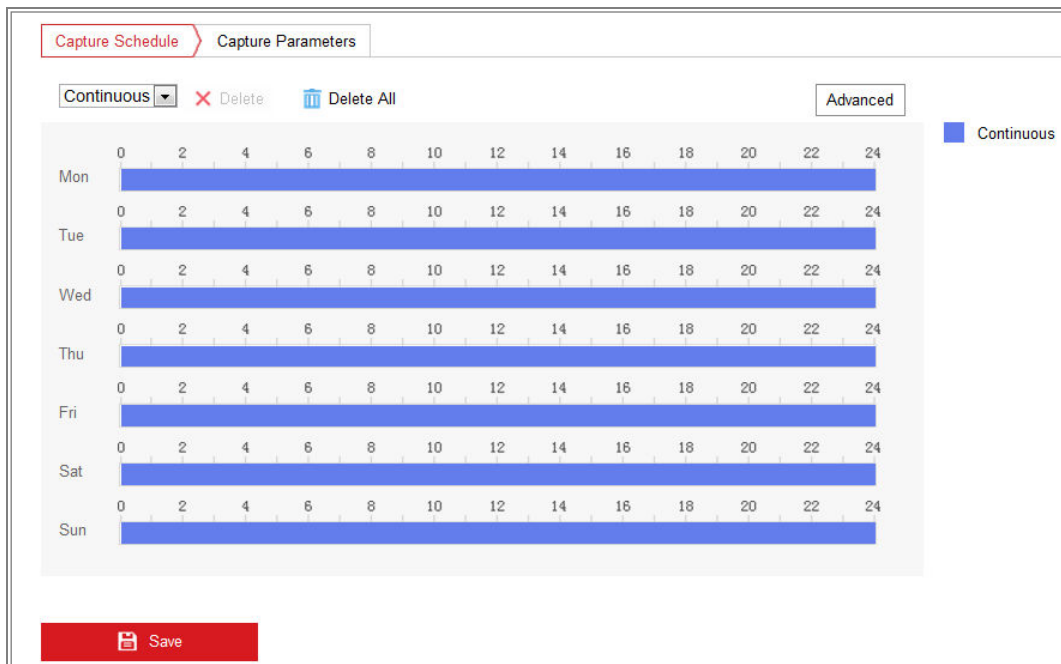 Capture Schedule Capture Parameters
Continuous Delete Delete All Advanced
Continuous
0 2 4 6 8 10 12 14 16 18 20 22 24
Mon
0 2 4 6 8 10 12 14 16 18 20 22 24
Tue
0 2 4 6 8 10 12 14 16 18 20 22 24
Wed
0 2 4 6 8 10 12 14 16 18 20 22 24
Thu
0 2 4 6 8 10 12 14 16 18 20 22 24
Fri
0 2 4 6 8 10 12 14 16 18 20 22 24
Sat
0 2 4 6 8 10 12 14 16 18 20 22 24
Sun
Save